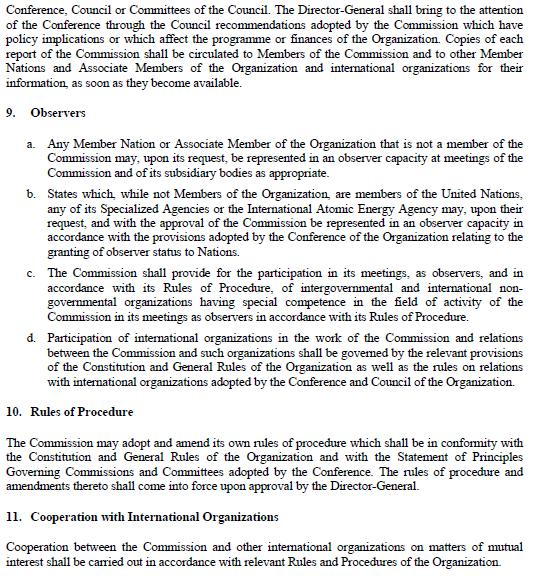 Conference, Council or Committees of the Council. The Director-General shall bring to the attention
of the Conference through the Council recommendations adopted by the Commission which have
policy implications or which affect the programme or finances of the Organization. Copies of each
report of the Commission shall be circulated to Members of the Commission and to other Member
Nations and Associate Members of the Organization and international organizations for their
information, as soon as they become available.
9. Observers
a. Any Member Nation or Associate Member of the Organization that is not a member of the
Commission may, upon its request, be represented in an observer capacity at meetings of the
Commission and of its subsidiary bodies as appropriate.
b. States which, while not Members of the Organization, are members of the United Nations,
any of its Specialized Agencies or the International Atomic Energy Agency may, upon their
request, and with the approval of the Commission be represented in an observer capacity in
accordance with the provisions adopted by the Conference of the Organization relating to the
granting of observer status to Nations.
c. The Commission shall provide for the participation in its meetings, as observers, and in
accordance with its Rules of Procedure, of intergovernmental and international non-
governmental organizations having special competence in the field of activity of the
Commission in its meetings as observers in accordance with its Rules of Procedure.
d. Participation of international organizations in the work of the Commission and relations
between the Commission and such organizations shall be governed by the relevant provisions
of the Constitution and General Rules of the Organization as well as the rules on relations
with international organizations adopted by the Conference and Council of the Organization.
10. Rules of Procedure
The Commission may adopt and amend its own rules of procedure which shall be in conformity with
the Constitution and General Rules of the Organization and with the Statement of Principles
Governing Commissions and Committees adopted by the Conference. The rules of procedure and
amendments thereto shall come into force upon approval by the Director-General.
11. Cooperation with International Organizations
Cooperation between the Commission and other international organizations on matters of mutual
interest shall be carried out in accordance with relevant Rules and Procedures of the Organization.